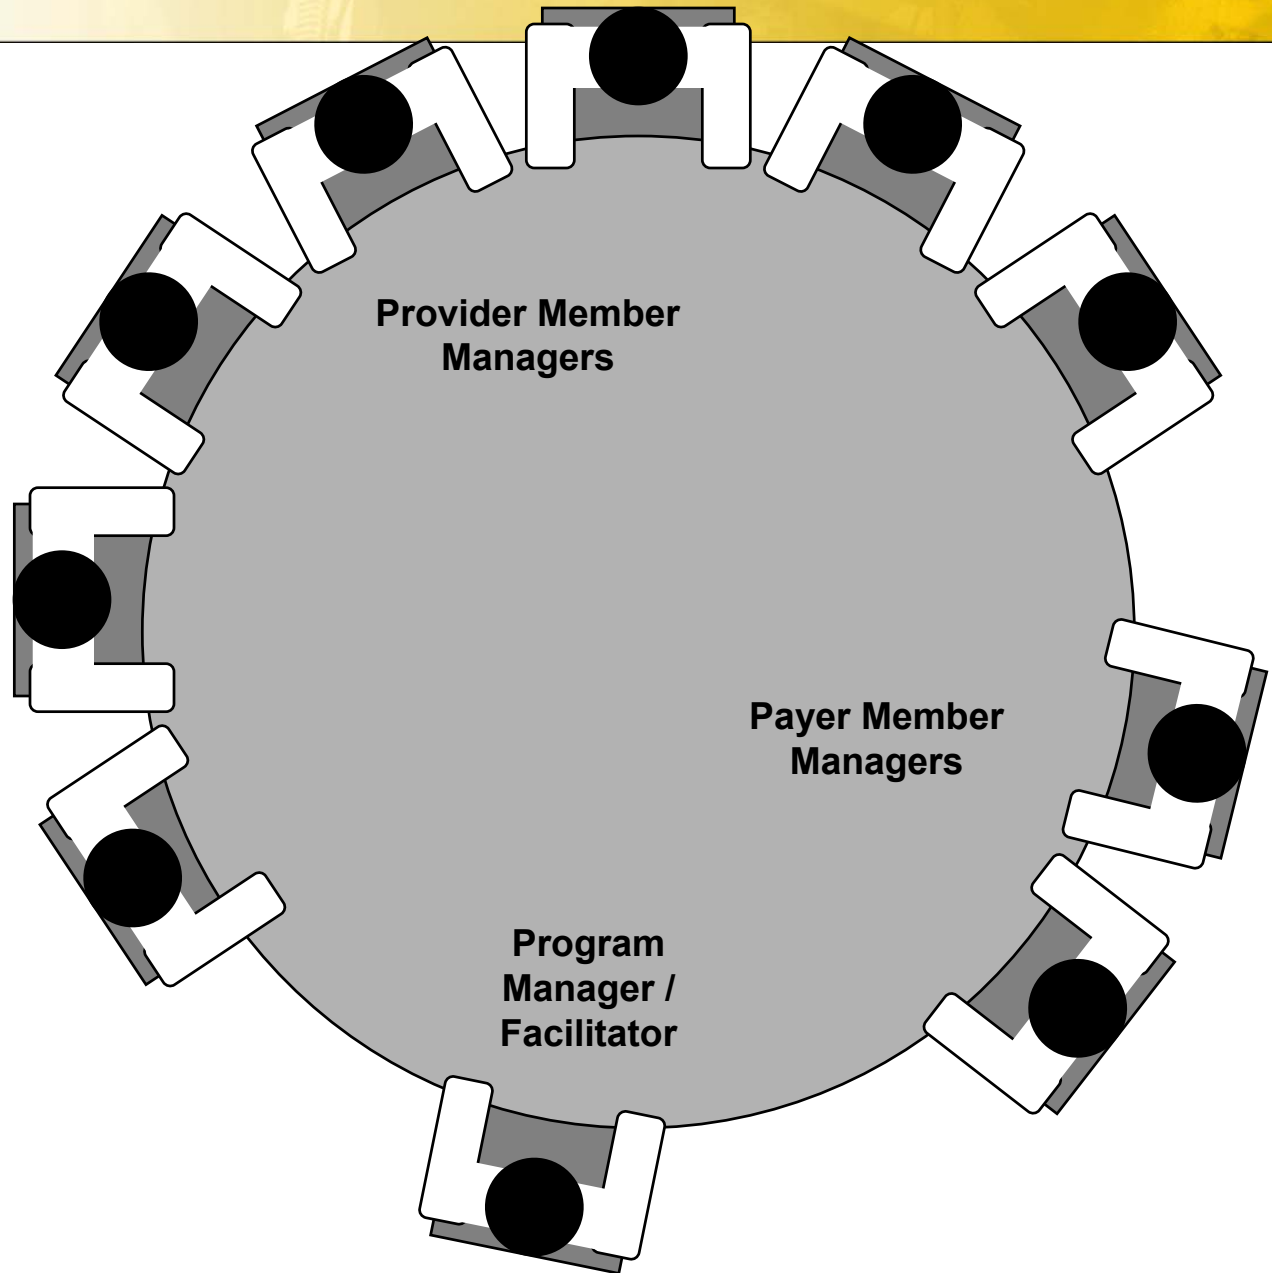 Provider Member
Managers
Payer Member
Managers
Program
Manager /
Facilitator